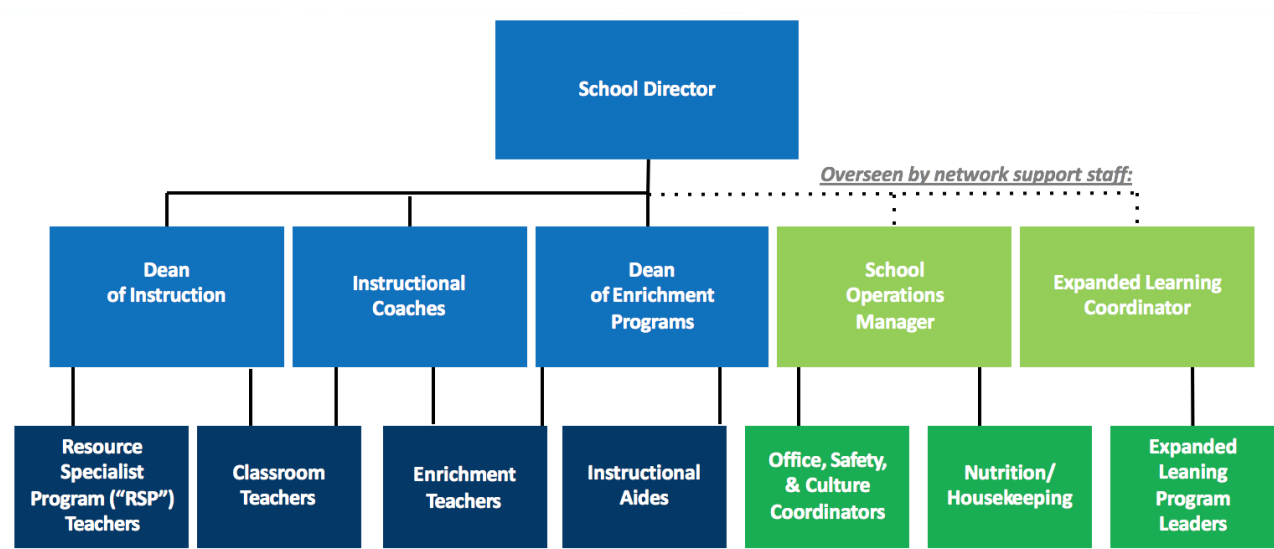 School Director
Overseen by network support staff:
Dean
of Instruction
Instructional
Coaches
Dean
of Enrichment
Programs
School
Operations
Manager
Expanded Learning
Coordinator
Resource
Specialist
Program (“RSP”)
Teachers
Classroom
Teachers
Enrichment
Teachers
Instructional
Aides
Office, Safety,
& Culture
Coordinators
Nutrition/
Housekeeping
Expanded
Leaning
Program
Leaders